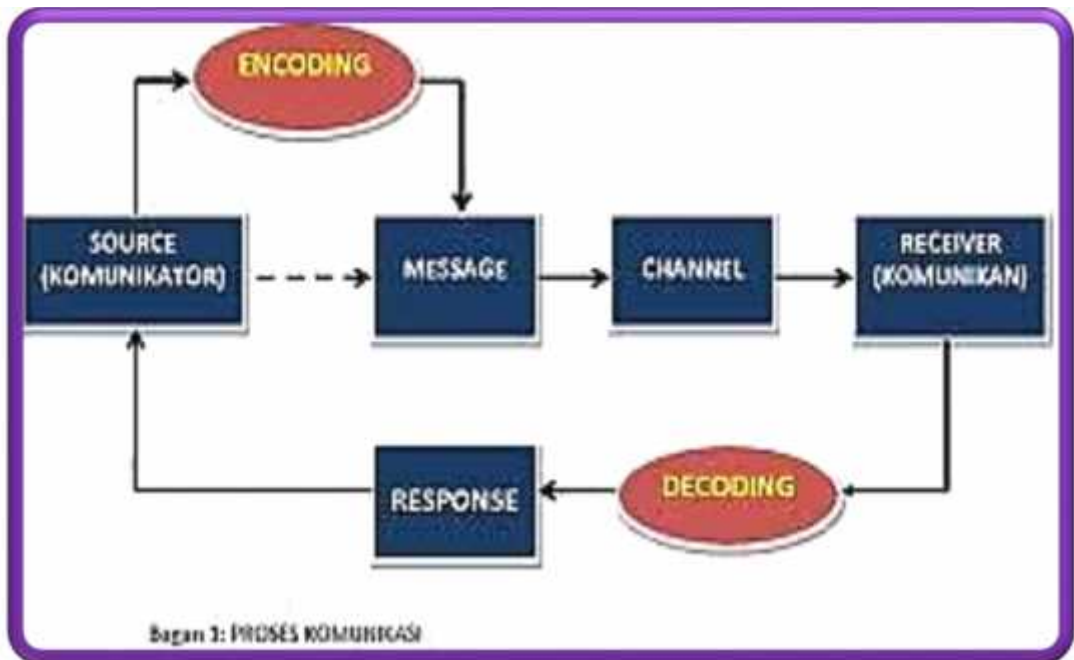 ENCODING
SOURCE
(KOMUNIKATOR)
MESSAGE
CHANNEL
RECEIVER
(KOMUNIKAN)
RESPONSE
DECODING
Bagan 1: PROSES KOMUNIKASI